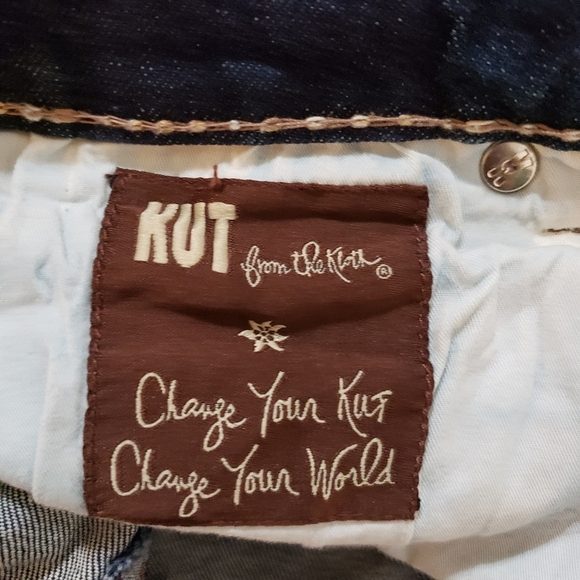 KUT from the Kloth ®
Change Your KUT
Change Your World